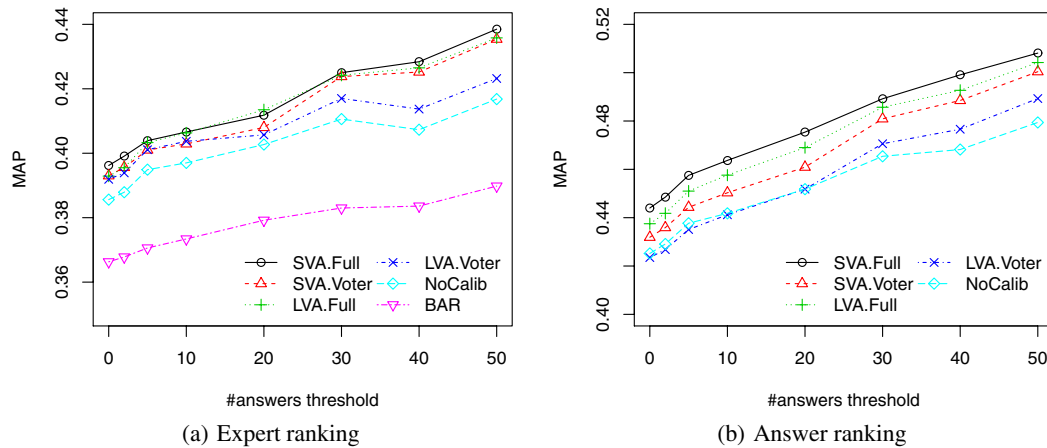 0.44
0.42
0.40
0.38
0.36
MAP
SVA.Full
SVA.Voter
LVA.Full
LVA.Voter
NoCalib
BAR
0 10 20 30 40 50
#answers threshold
(a) Expert ranking
0.52
0.48
0.44
0.40
MAP
SVA.Full
SVA.Voter
LVA.Full
LVA.Voter
NoCalib
0 10 20 30 40 50
#answers threshold
(b) Answer ranking